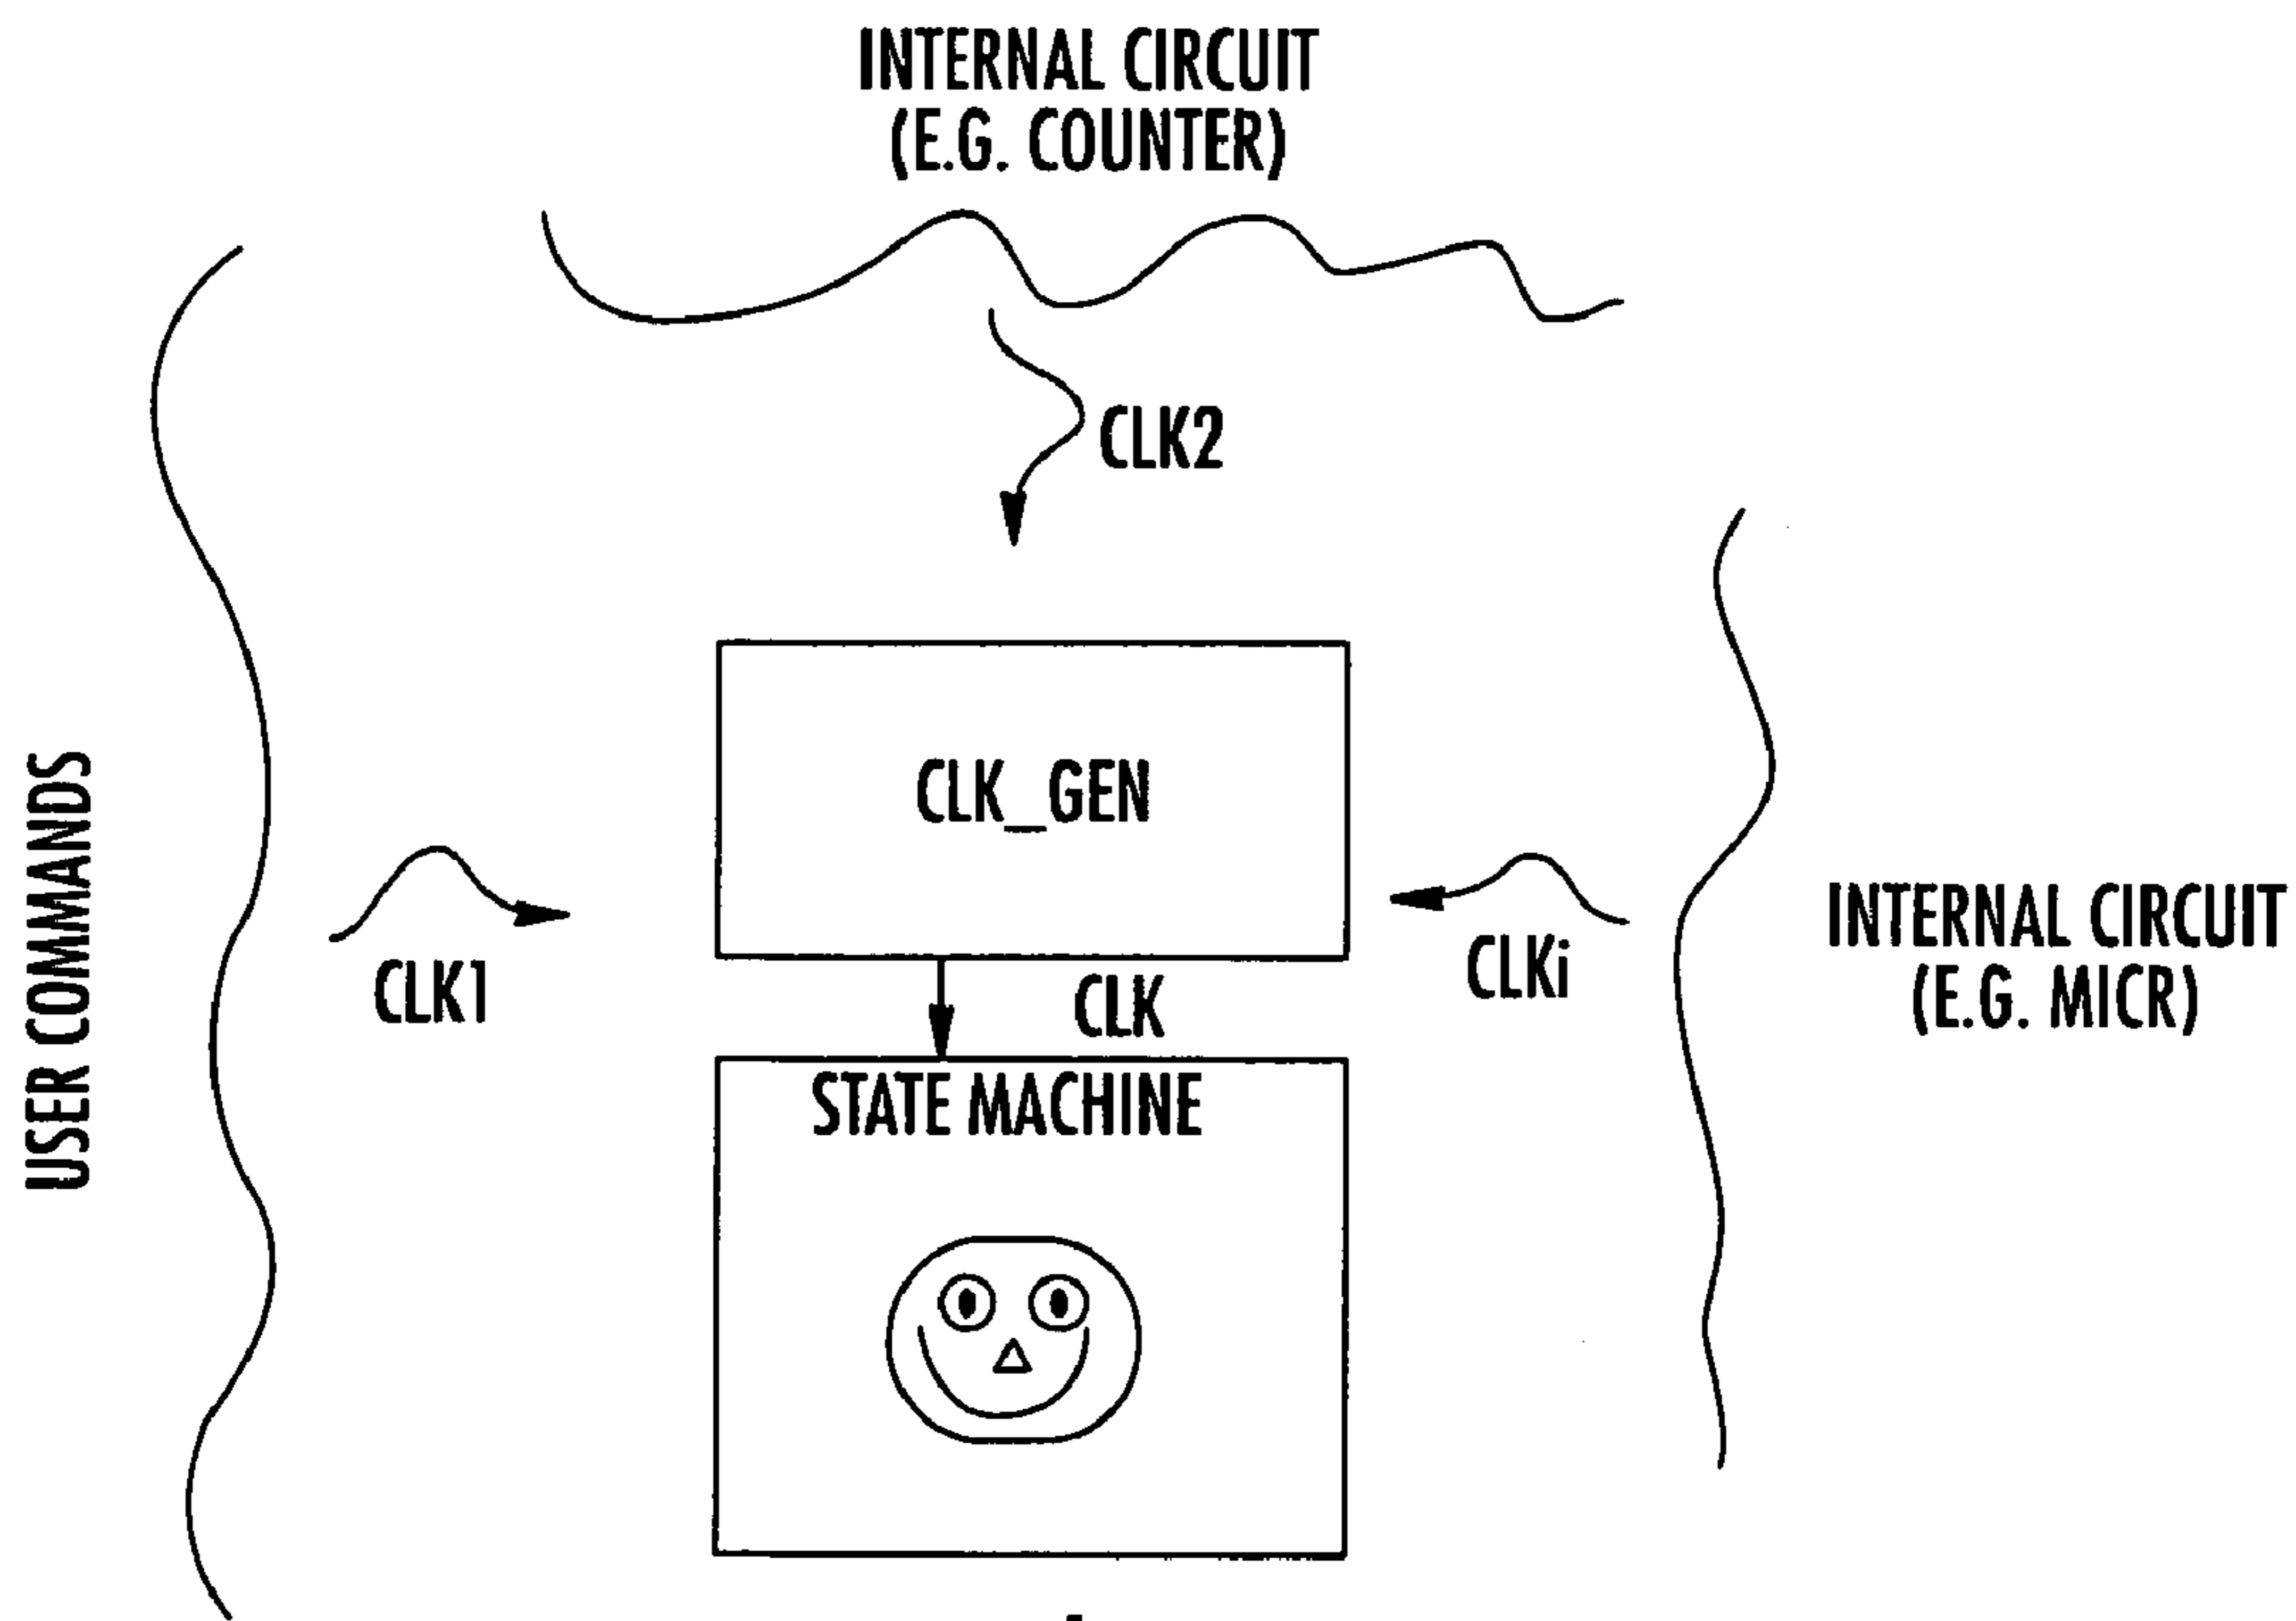 INTERNAL CIRCUIT
(E.G. COUNTER)
CLK2
USER COMMANDS
CLK_GEN
CLK1
CLKi
INTERNAL CIRCUIT
(E.G. MICR)
CLK
STATE MACHINE